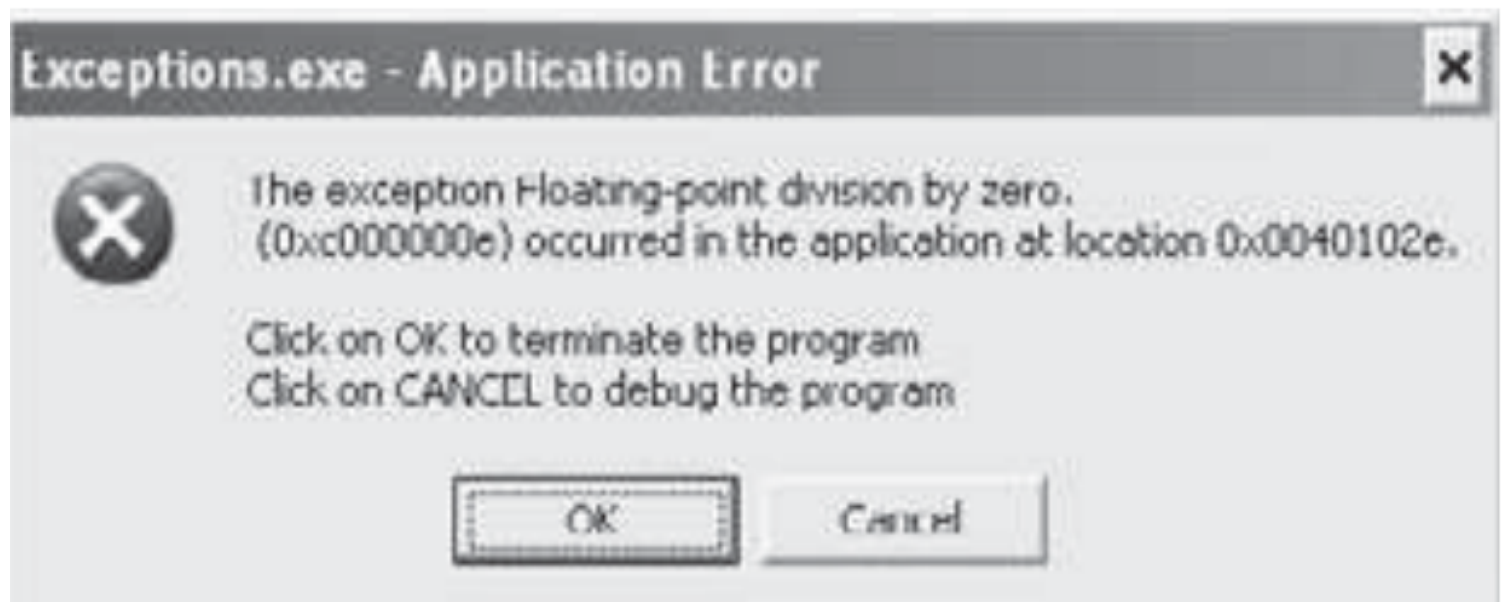 Exceptions.exe - Application Error
The exception Floating-point division by zero.
(0xc000000e) occurred in the application at location 0x0040102e.
Click on OK to terminate the program
Click on CANCEL to debug the program
OK
Cancel